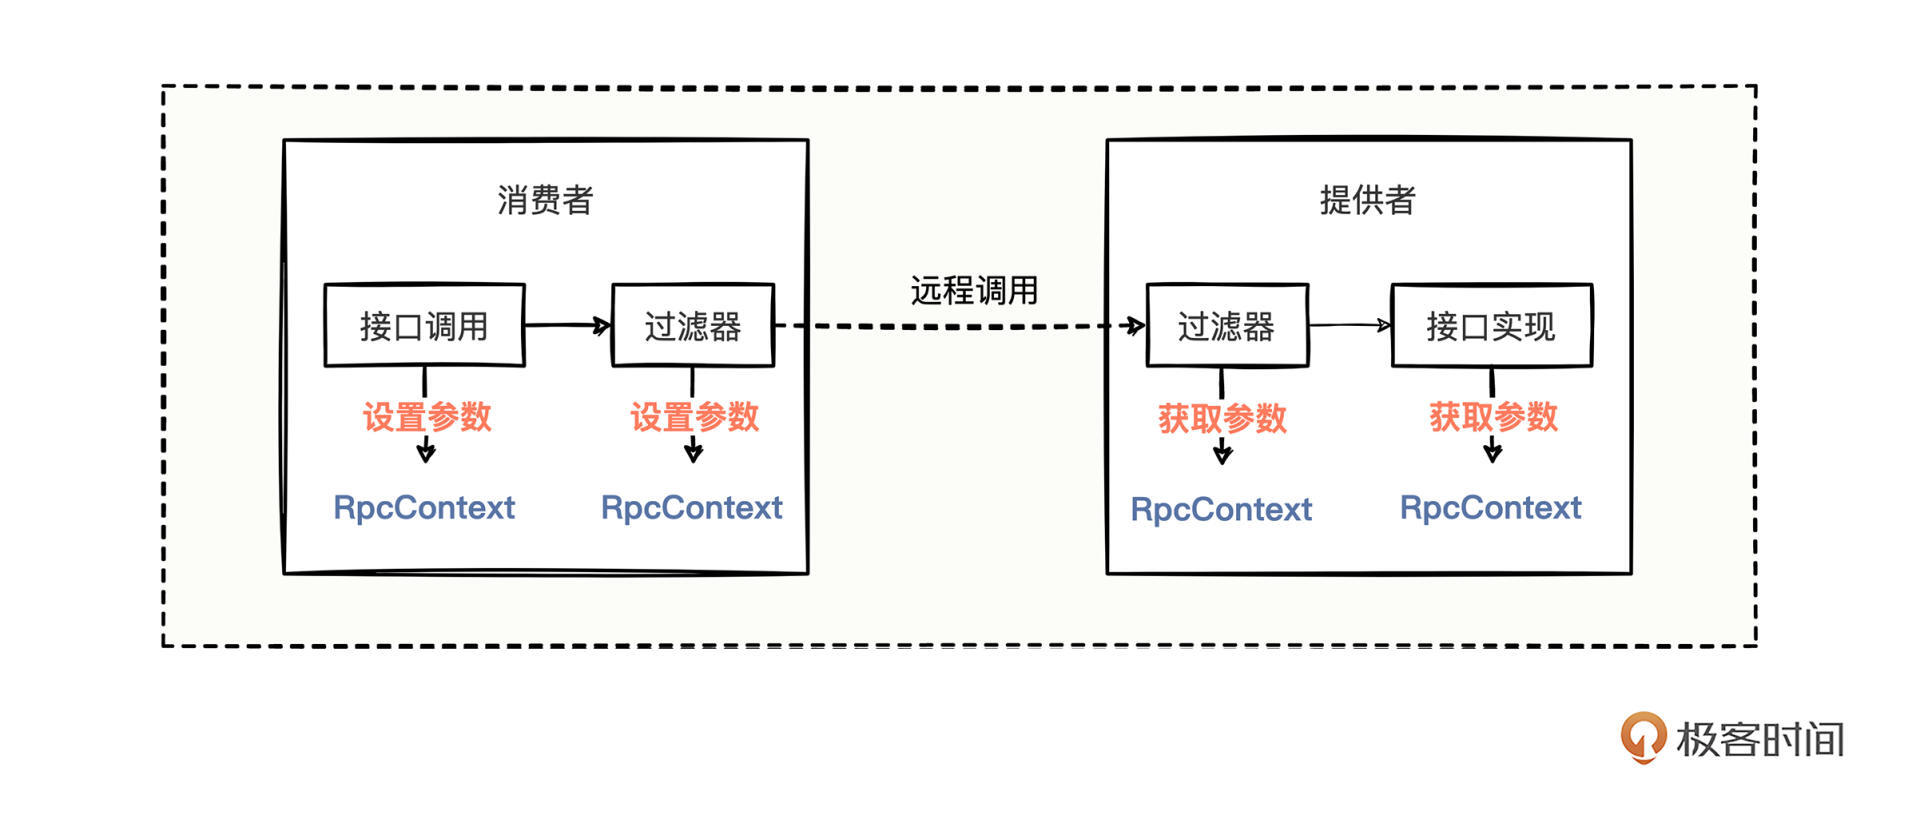 消费者
接口调用
过滤器
设置参数
设置参数
RpcContext
RpcContext
远程调用
提供者
过滤器
接口实现
获取参数
获取参数
RpcContext
RpcContext
极客时间